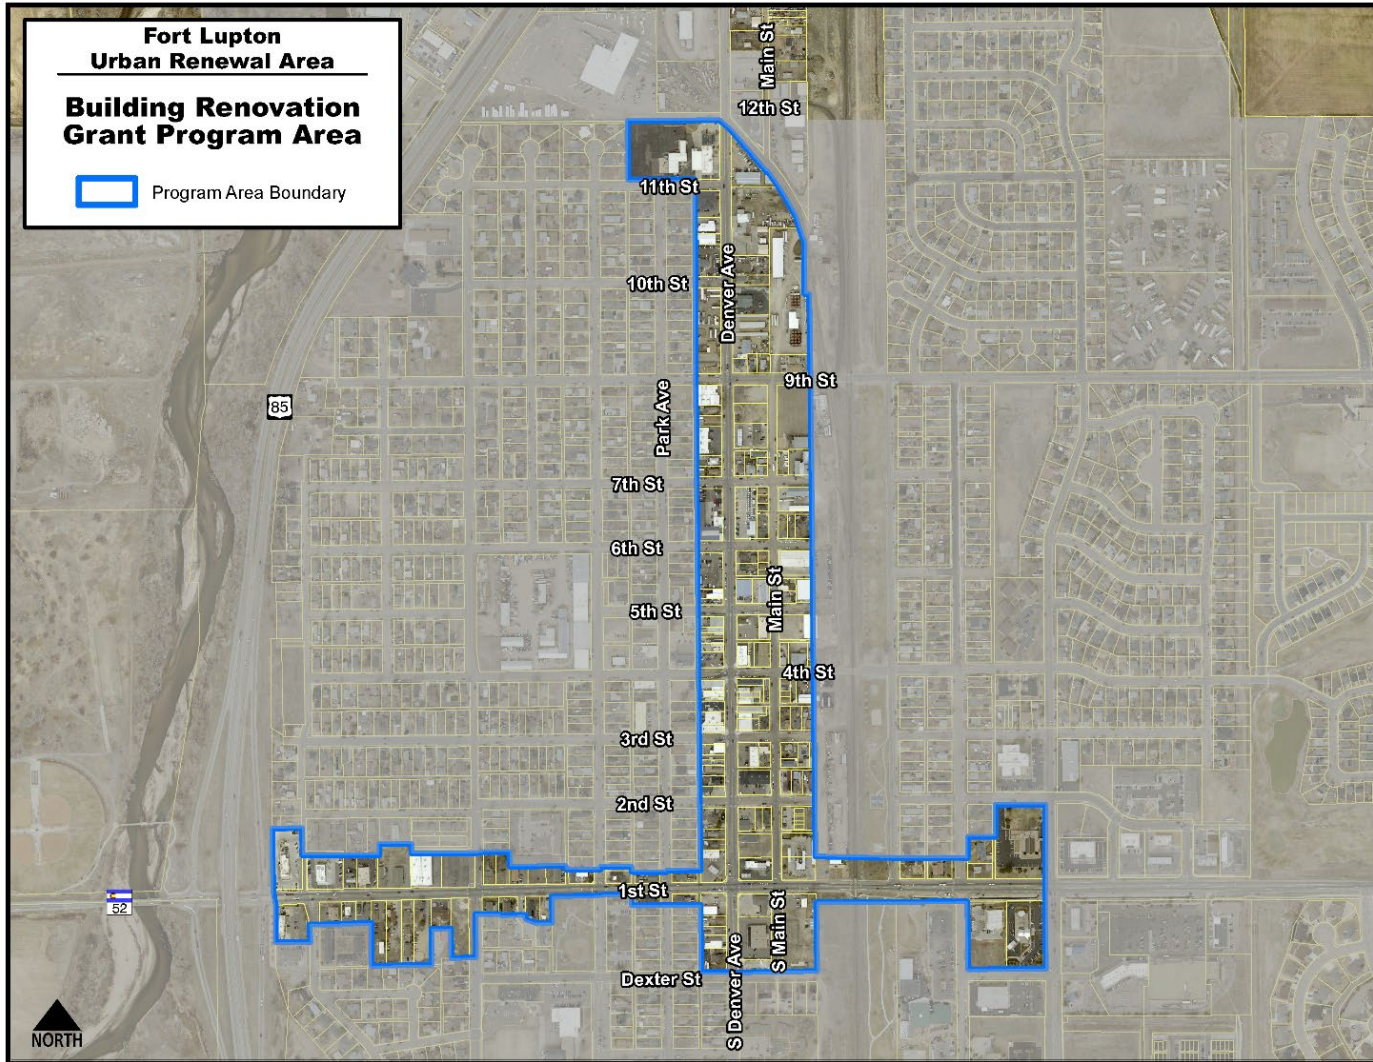 Fort Lupton
Urban Renewal Area
Building Renovation
Grant Program Area
Program Area Boundary
Main St
12th St
11th St
Denver Ave
10th St
9th St
85
Park Ave
7th St
6th St
Main St
5th St
4th St
3rd St
2nd St
1st St
52
S Main St
S Denver Ave
Dexter St
NORTH